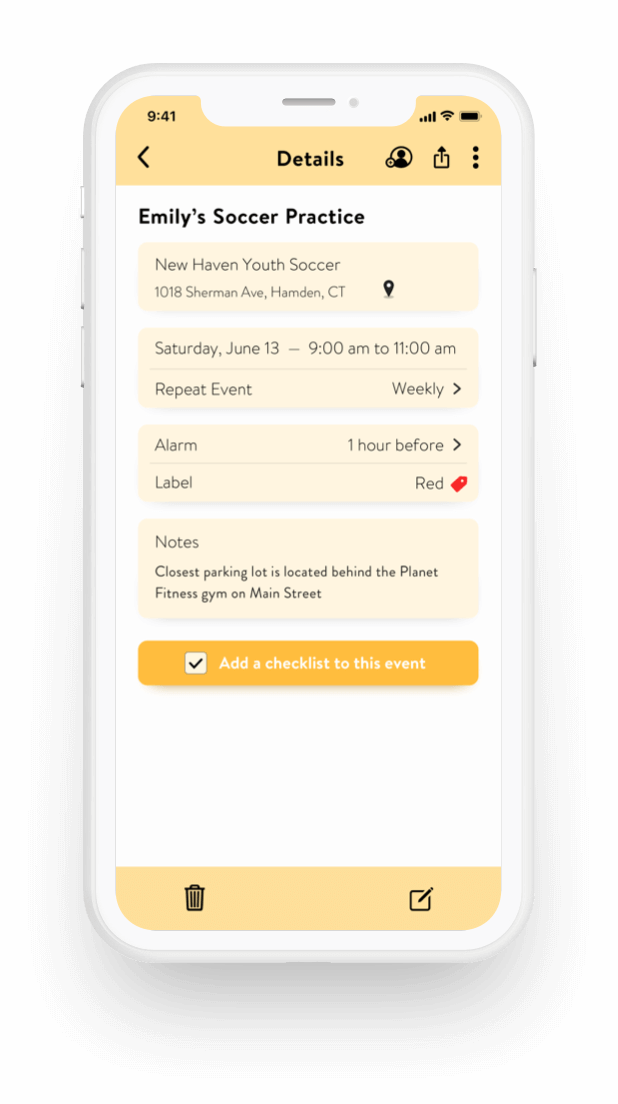 9:41
Details
Emily's Soccer Practice
New Haven Youth Soccer
1018 Sherman Ave, Hamden, CT
Saturday, June 13 — 9:00 am to 11:00 am
Repeat Event Weekly
Alarm 1 hour before
Label Red
Notes
Closest parking lot is located behind the Planet
Fitness gym on Main Street
Add a checklist to this event